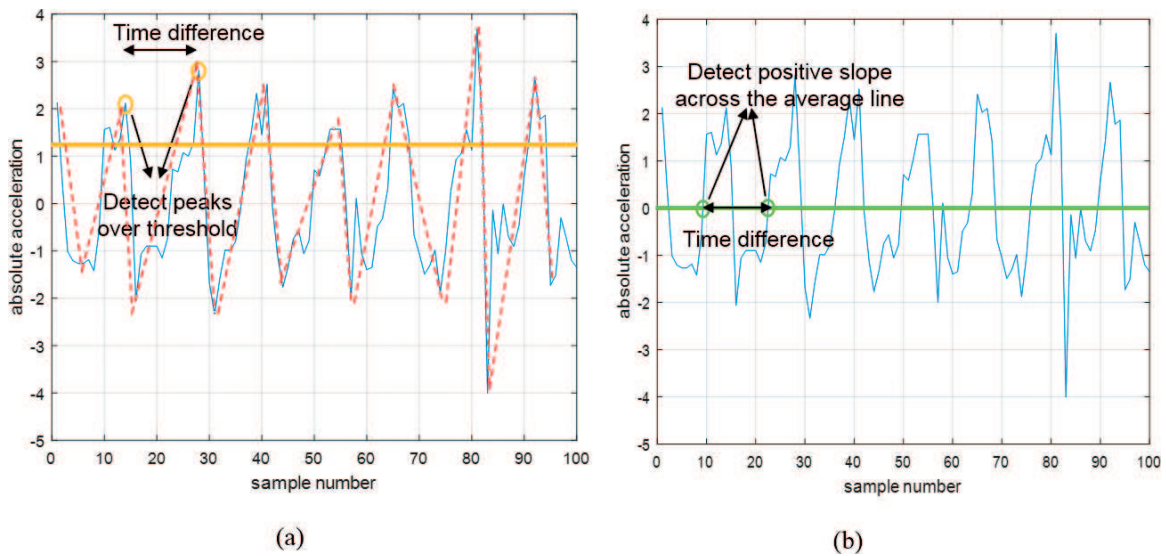 4
3
2
1
0
-1
-2
-3
-4
-5
absolute acceleration
Time difference
Detect peaks
over threshold
0 10 20 30 40 50 60 70 80 90 100
sample number
(a)
4
3
2
1
0
-1
-2
-3
-4
-5
absolute acceleration
Detect positive slope
across the average line
Time difference
0 10 20 30 40 50 60 70 80 90 100
sample number
(b)